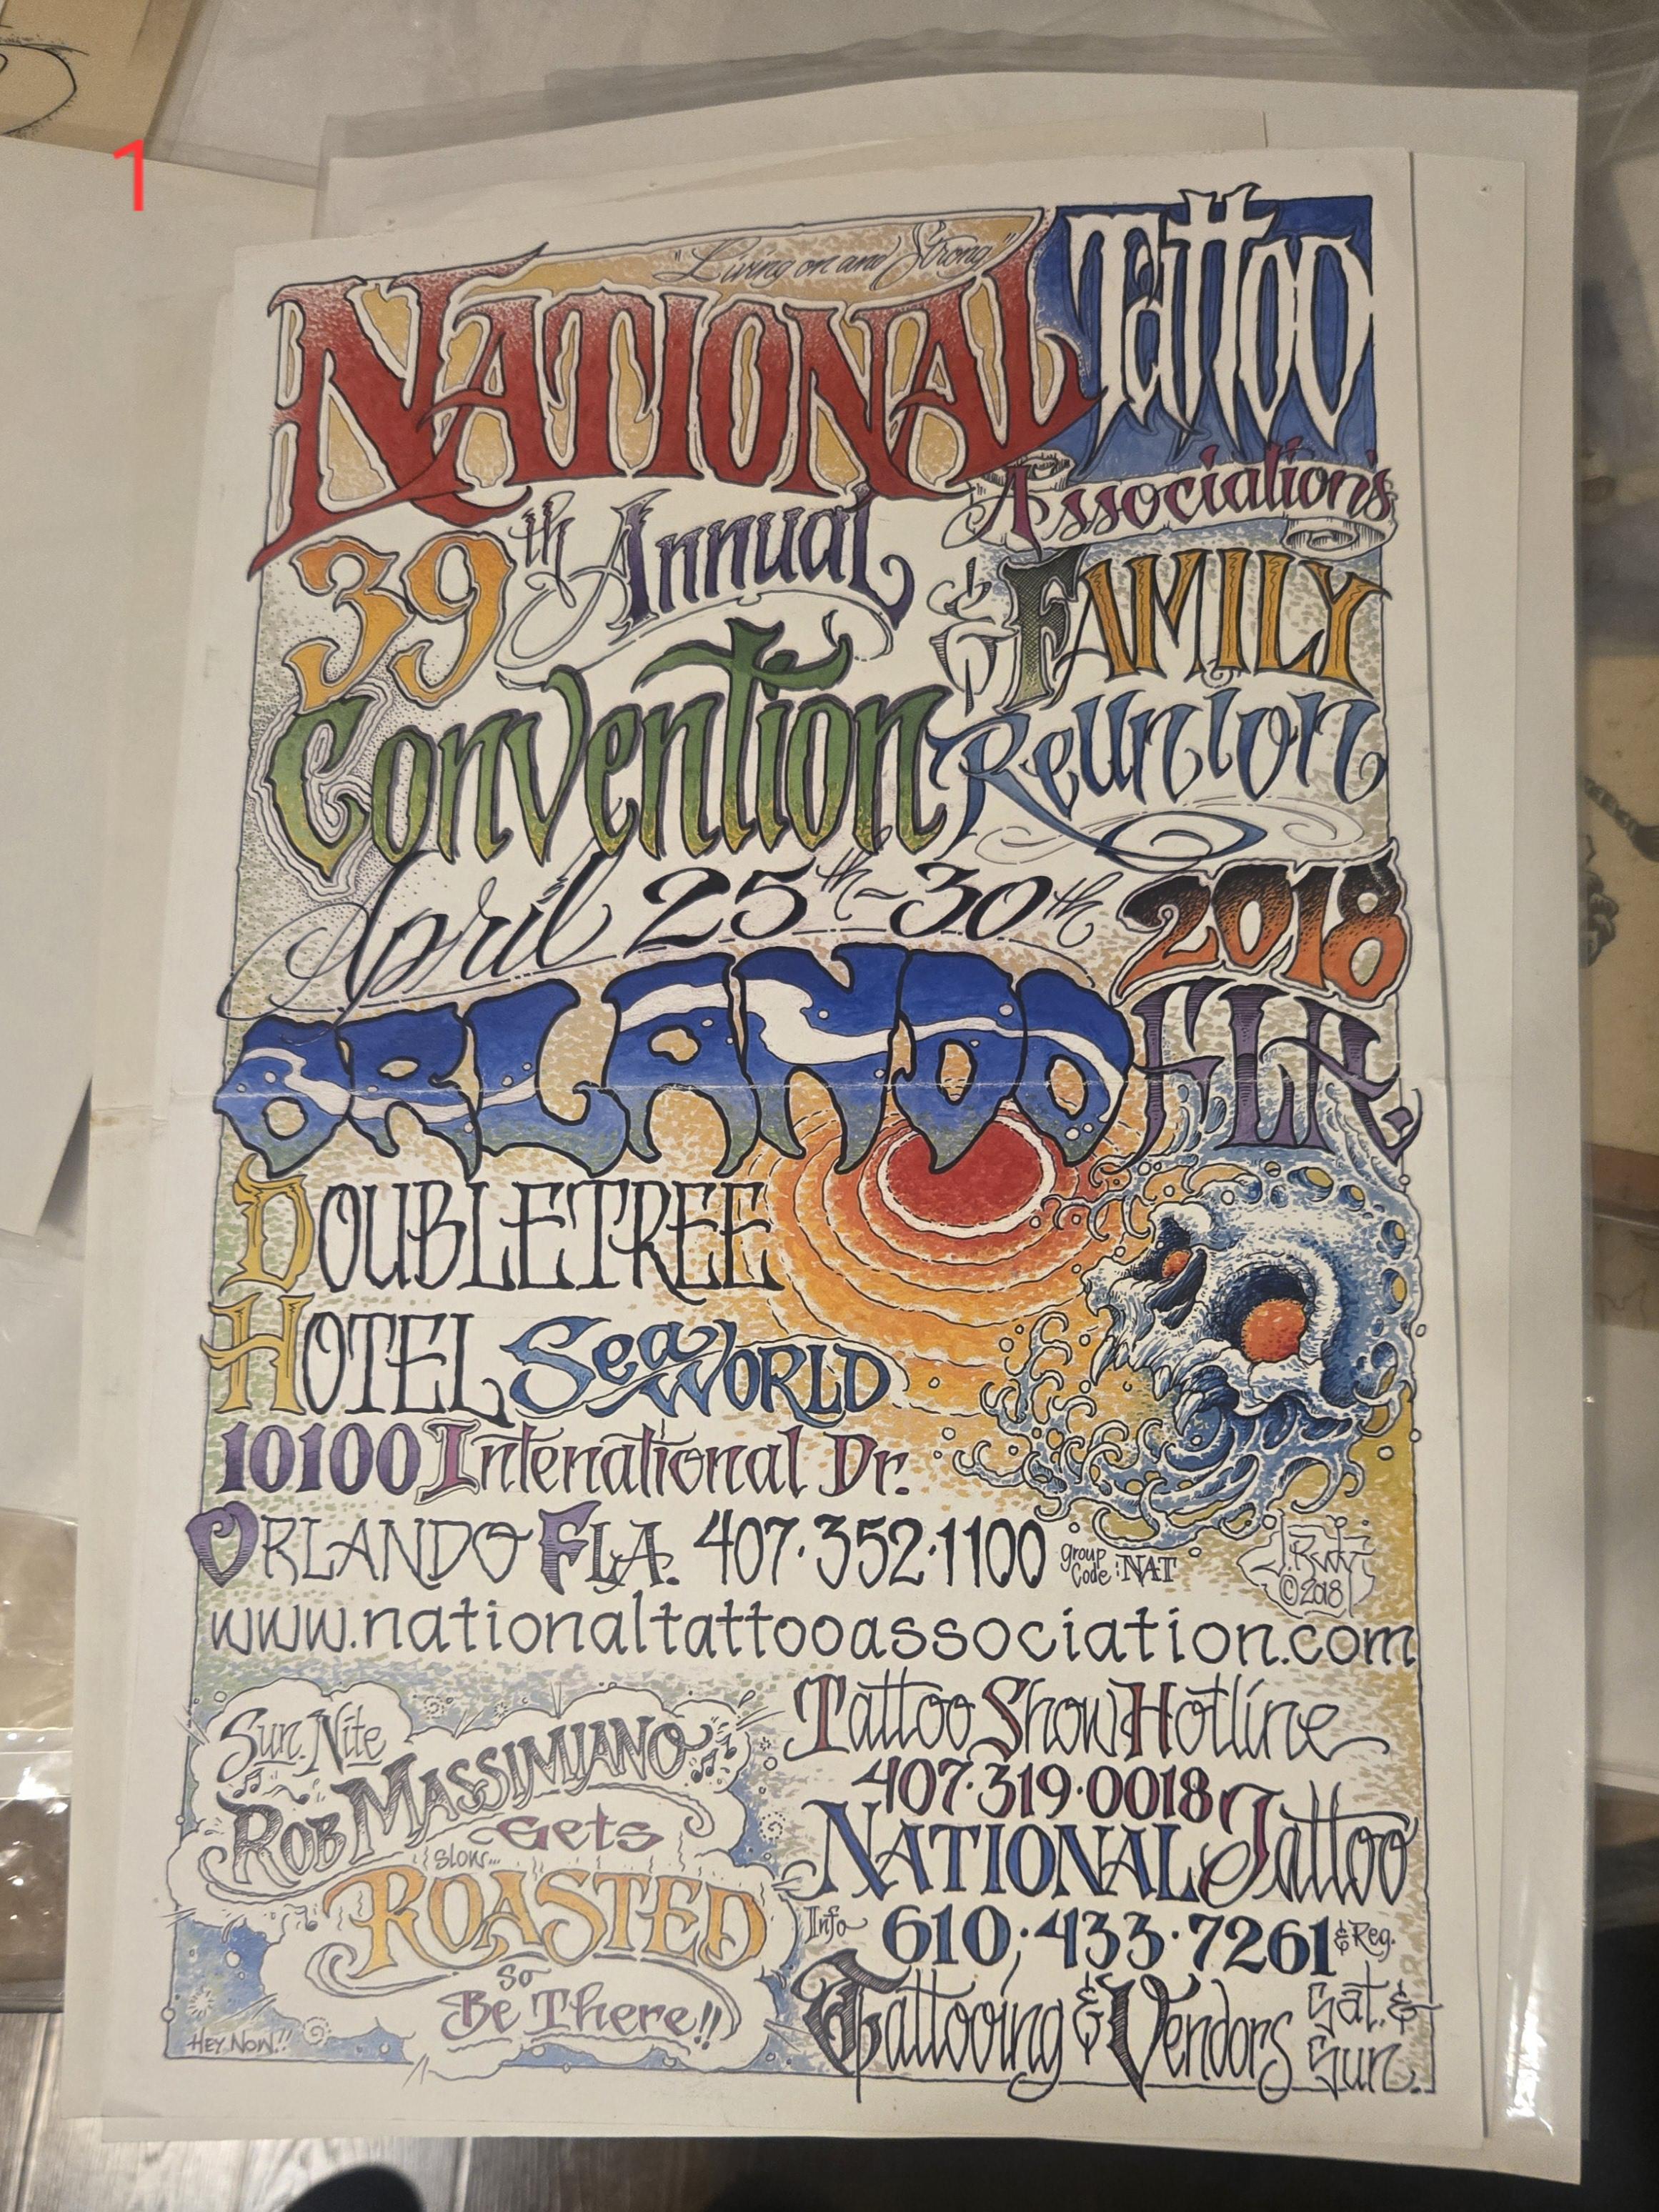 1
"Living on and Strong"
NATIONAL Tattoo
Association's
39th Annual
Convention
& FAMILY
Reunion
April 25th-30th 2018
ORLANDO FLA.
DOUBLETREE
HOTEL SeaWORLD
10100 Intenational Dr.
ORLANDO FLA. 407·352·1100 group code: NAT
J.Rudy
©2018
www.nationaltattooassociation.com
Sun. Nite
ROB MASSIMIANO
Gets
slow...
ROASTED
so
Be There!!
HEY NOW!!
Tattoo Show Hotline
407·319·0018
NATIONAL Tattoo
Info 610·433·7261 & Reg.
Tattooing & Vendors Sat. & Sun.